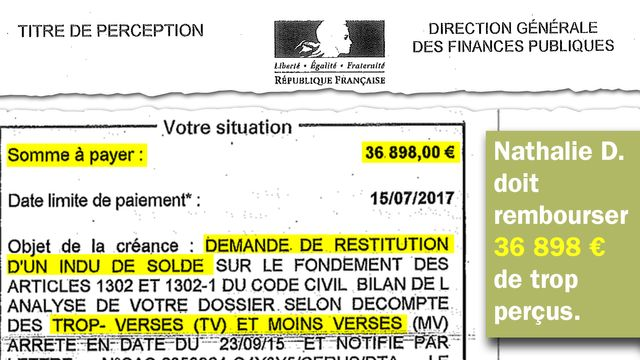 TITRE DE PERCEPTION
Liberté • Égalité • Fraternité
RÉPUBLIQUE FRANÇAISE
DIRECTION GÉNÉRALE
DES FINANCES PUBLIQUES
Votre situation
Somme à payer : 36 898,00 €
Date limite de paiement* : 15/07/2017
Objet de la créance : DEMANDE DE RESTITUTION
D'UN INDU DE SOLDE SUR LE FONDEMENT DES
ARTICLES 1302 ET 1302-1 DU CODE CIVIL BILAN DE L
ANALYSE DE VOTRE DOSSIER SELON DECOMPTE
DES TROP- VERSES (TV) ET MOINS VERSES (MV)
ARRETE EN DATE DU 23/09/15 ET NOTIFIE PAR
Nathalie D.
doit
rembourser
36 898 €
de trop
perçus.